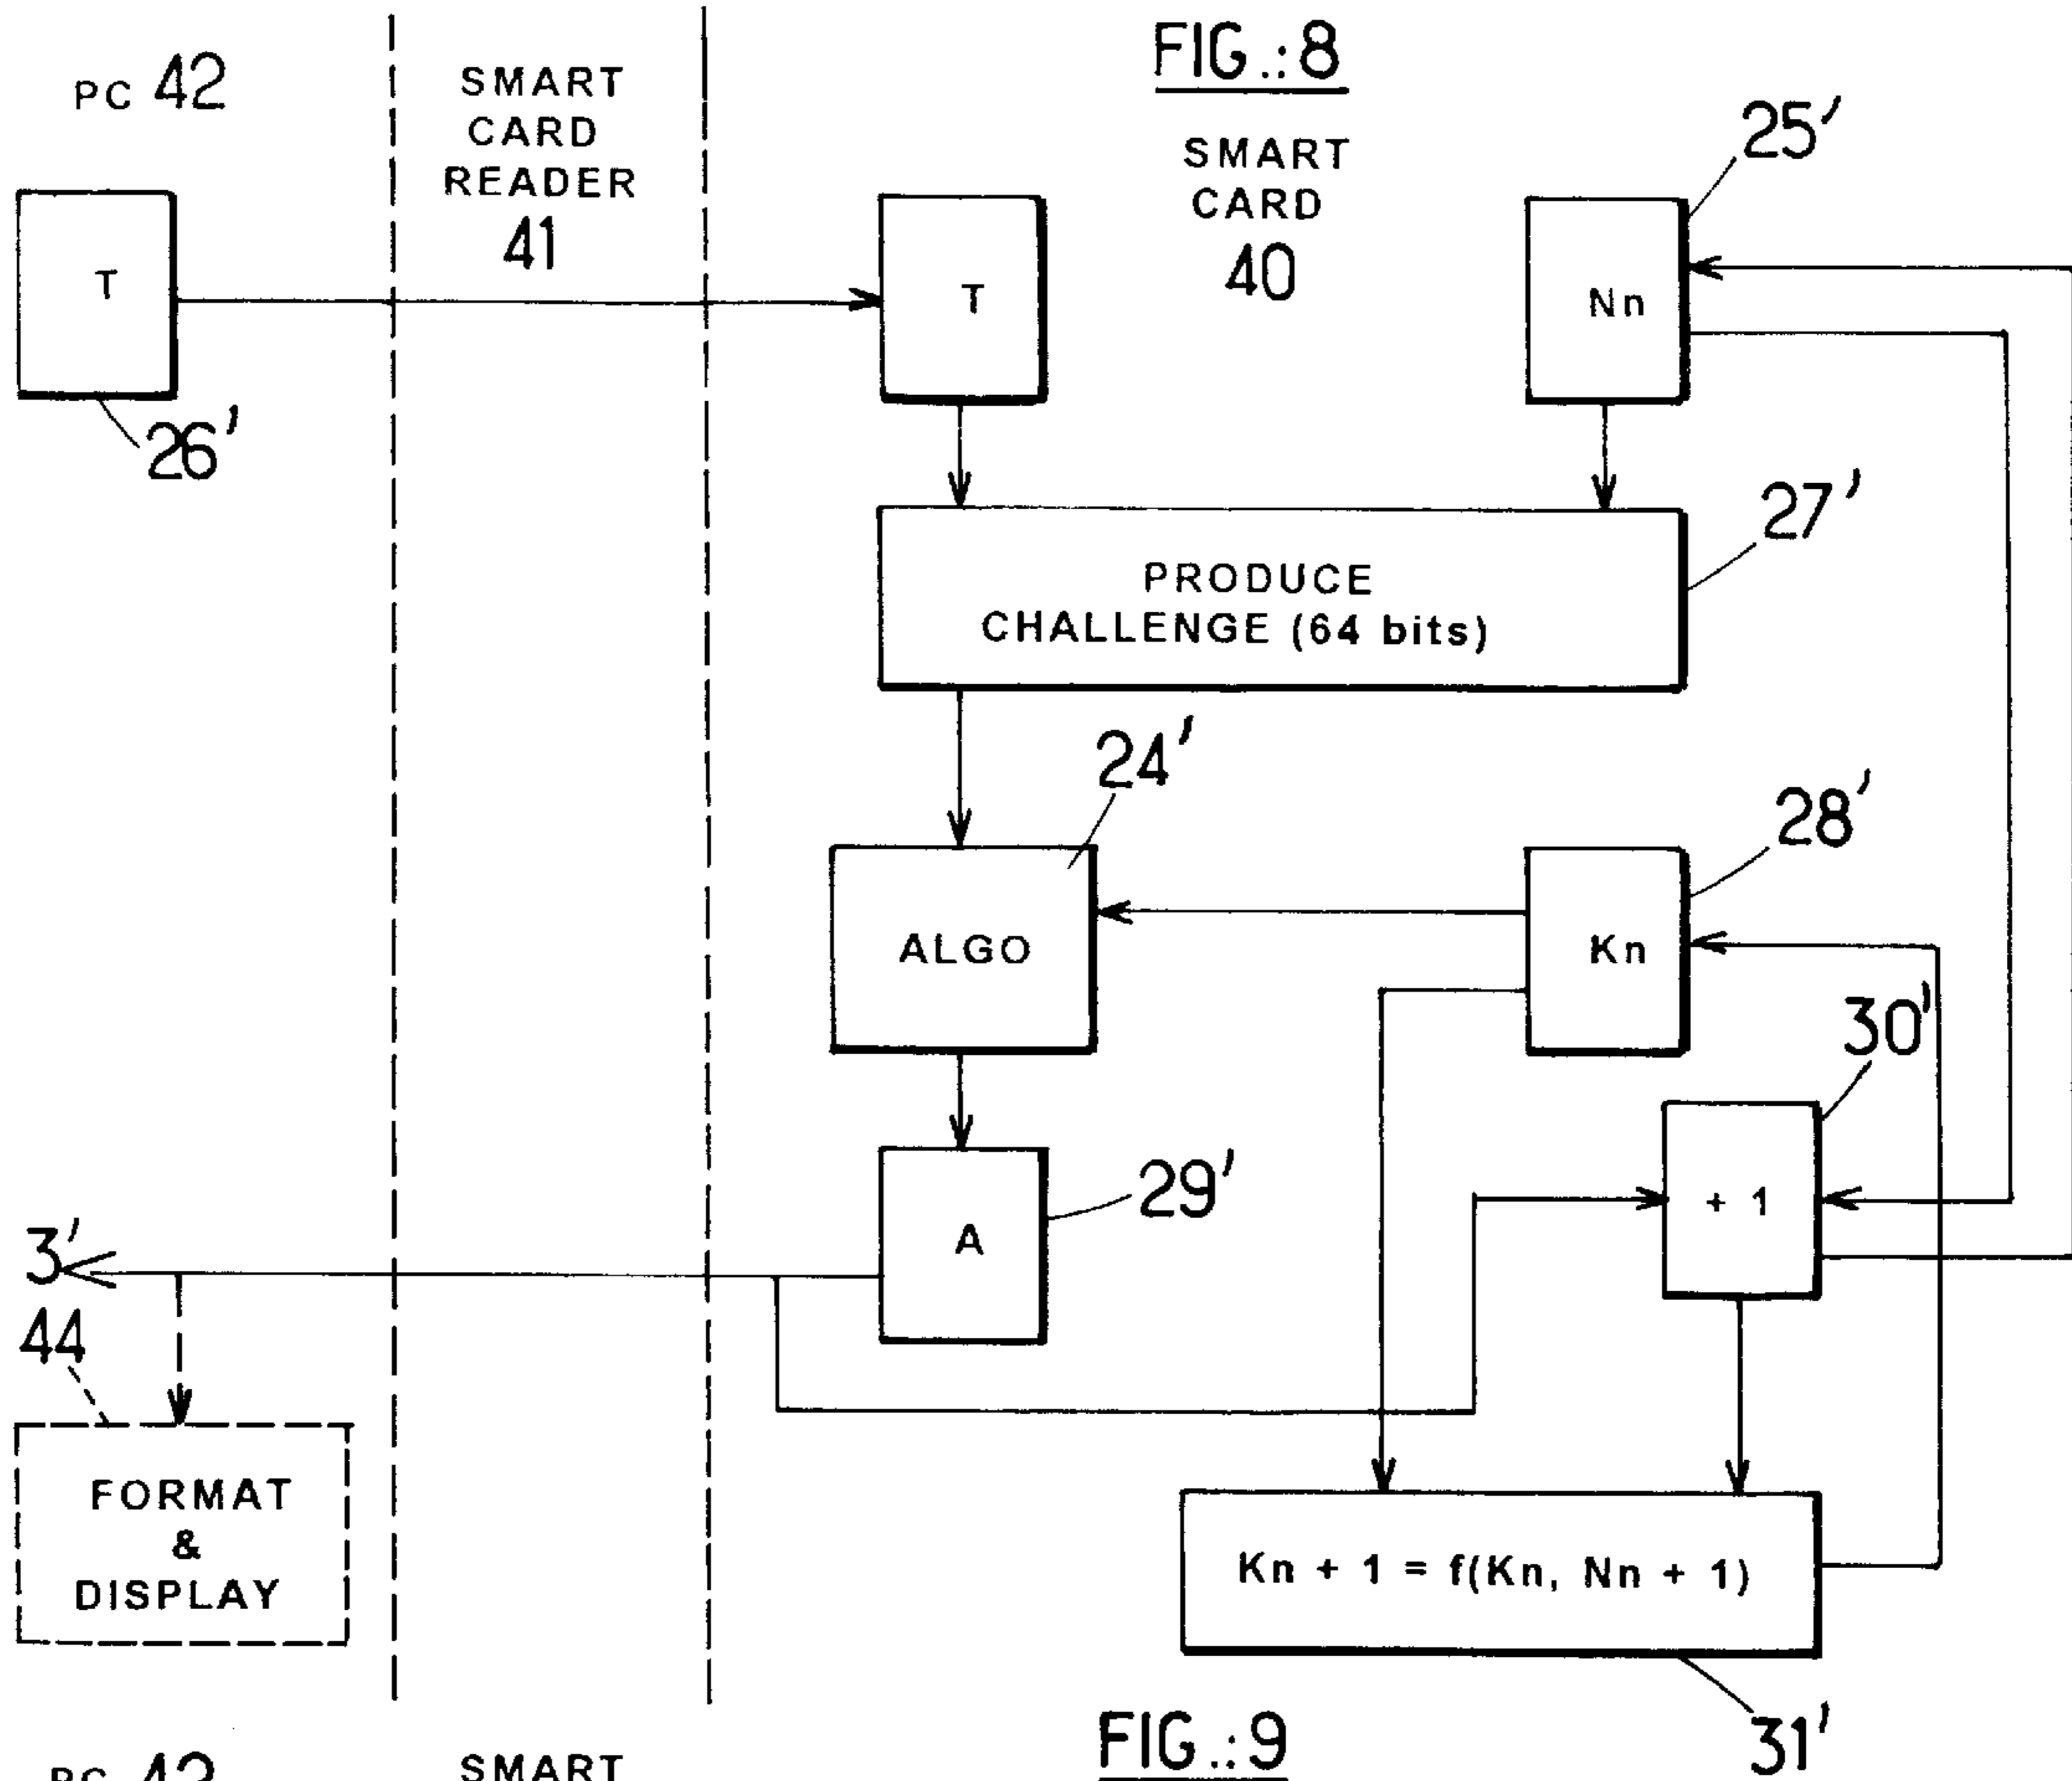 FIG.:8
PC 42
SMART
CARD
READER
41
SMART
CARD
40
25'
T
T
Nn
26'
27'
PRODUCE
CHALLENGE (64 bits)
24'
28'
ALGO
Kn
30'
29'
+ 1
A
3'
44
FORMAT
&
DISPLAY
Kn + 1 = f(Kn, Nn + 1)
31'
FIG.:9
PC 42
SMART